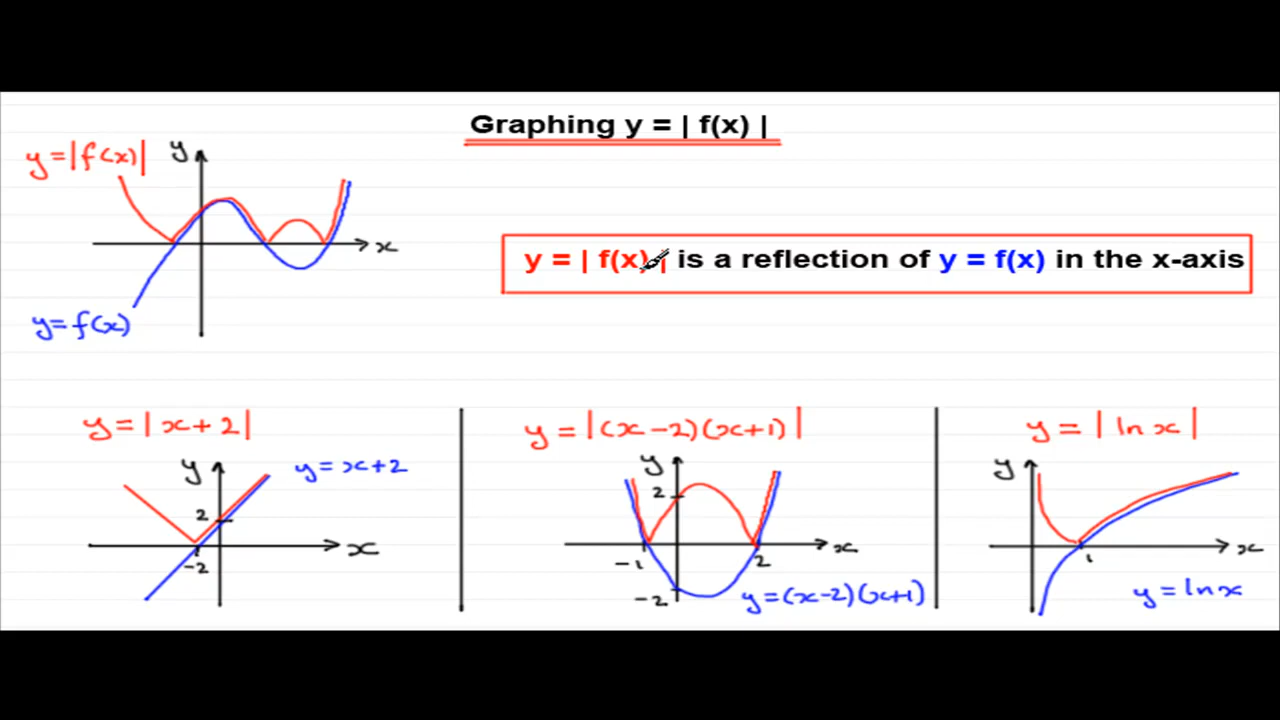 Graphing y = | f(x) |
y=|f(x)|
y
x
y=f(x)
y = | f(x) | is a reflection of y = f(x) in the x-axis
y=|x+2|
y
y=x+2
2
x
-2
y=|(x-2)(x+1)|
y
2
x
-1
2
-2
y=(x-2)(x+1)
y=|ln x|
y
x
1
y=lnx